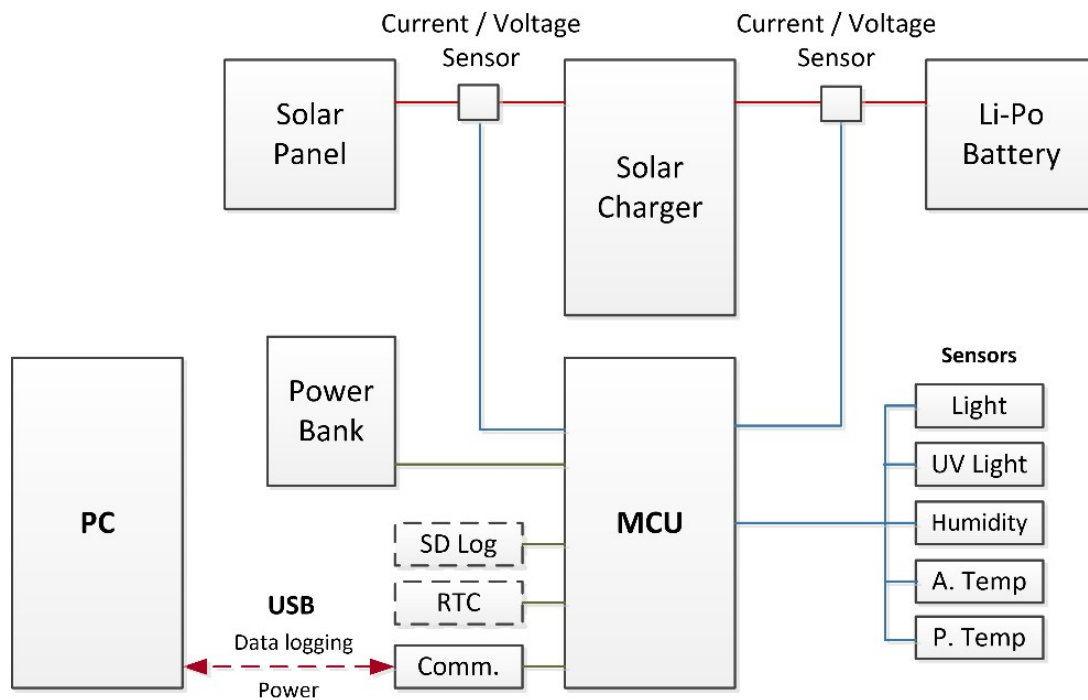 Current / Voltage
Sensor
Current / Voltage
Sensor
Solar
Panel
Solar
Charger
Li-Po
Battery
Power
Bank
PC
MCU
Sensors
Light
UV Light
Humidity
A. Temp
P. Temp
SD Log
RTC
Comm.
USB
Data logging
Power